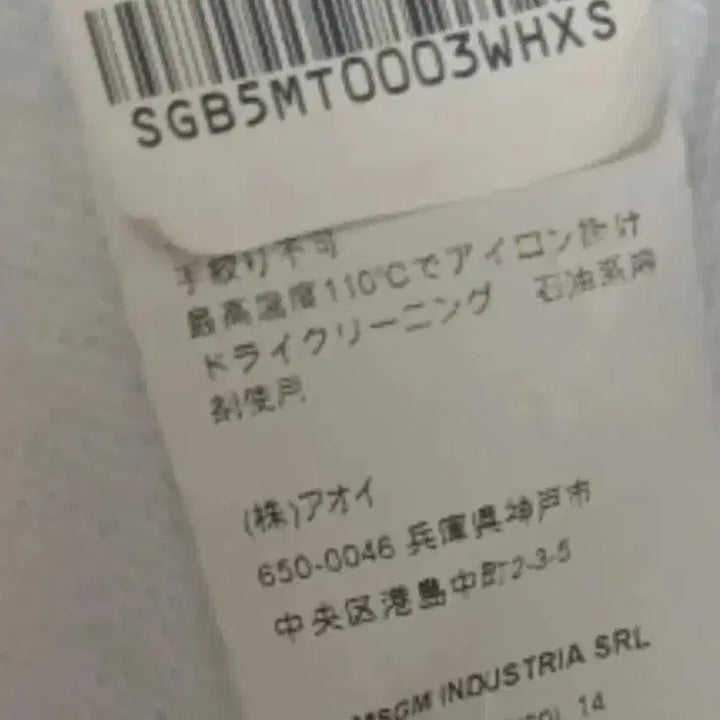 SGB5MT0003WHXS
手絞り不可
最高温度110℃でアイロン掛け
ドライクリーニング 石油系溶
剤使用
(株)アオイ
650-0046 兵庫県神戸市
中央区港島中町2-3-5
MSGM INDUSTRIA SRL
14